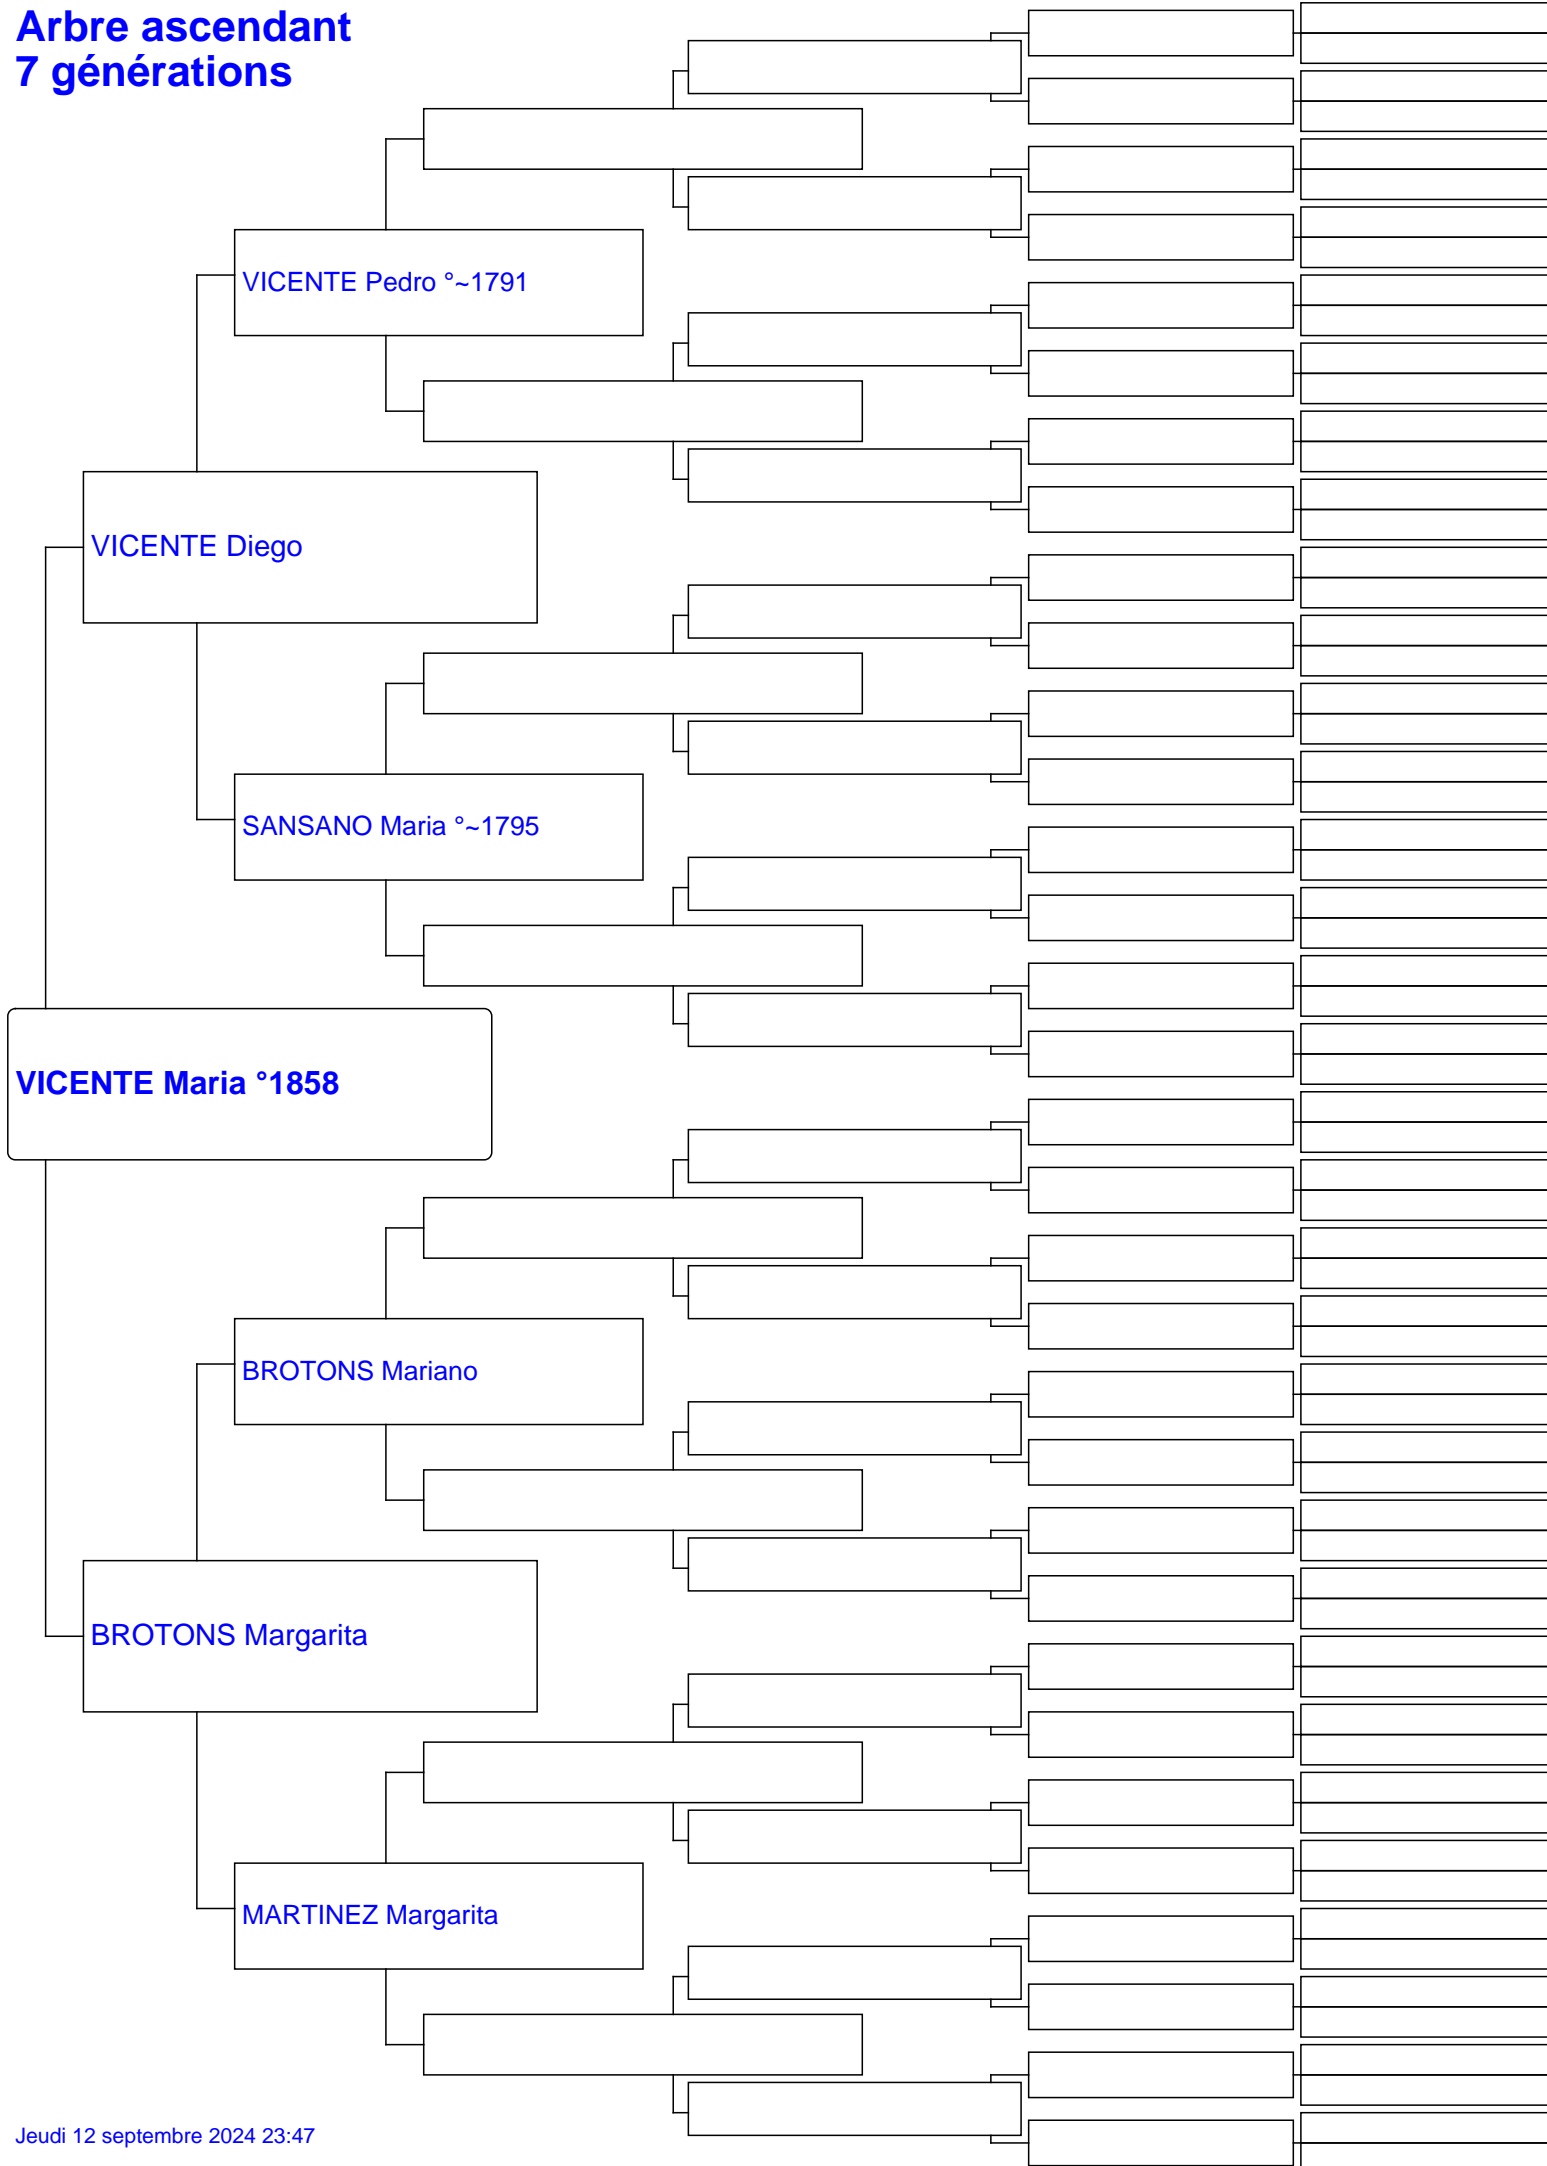 Arbre ascendant
7 générations
VICENTE Pedro °~1791
VICENTE Diego
SANSANO Maria °~1795
VICENTE Maria °1858
BROTONS Mariano
BROTONS Margarita
MARTINEZ Margarita
Jeudi 12 septembre 2024 23:47